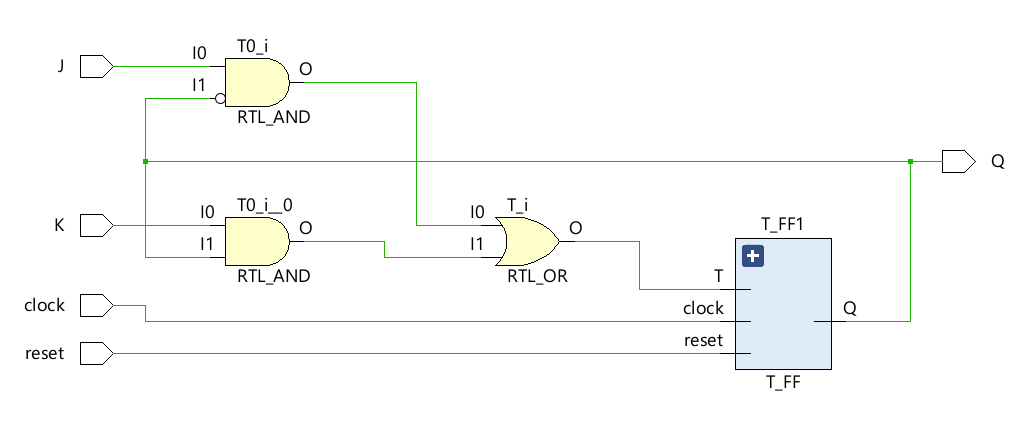 T0_i
J
I0
O
I1
RTL_AND
Q
T0_i__0
K
I0
O
I1
RTL_AND
T_i
I0
O
I1
RTL_OR
T_FF1
T
clock
clock
Q
reset
reset
T_FF